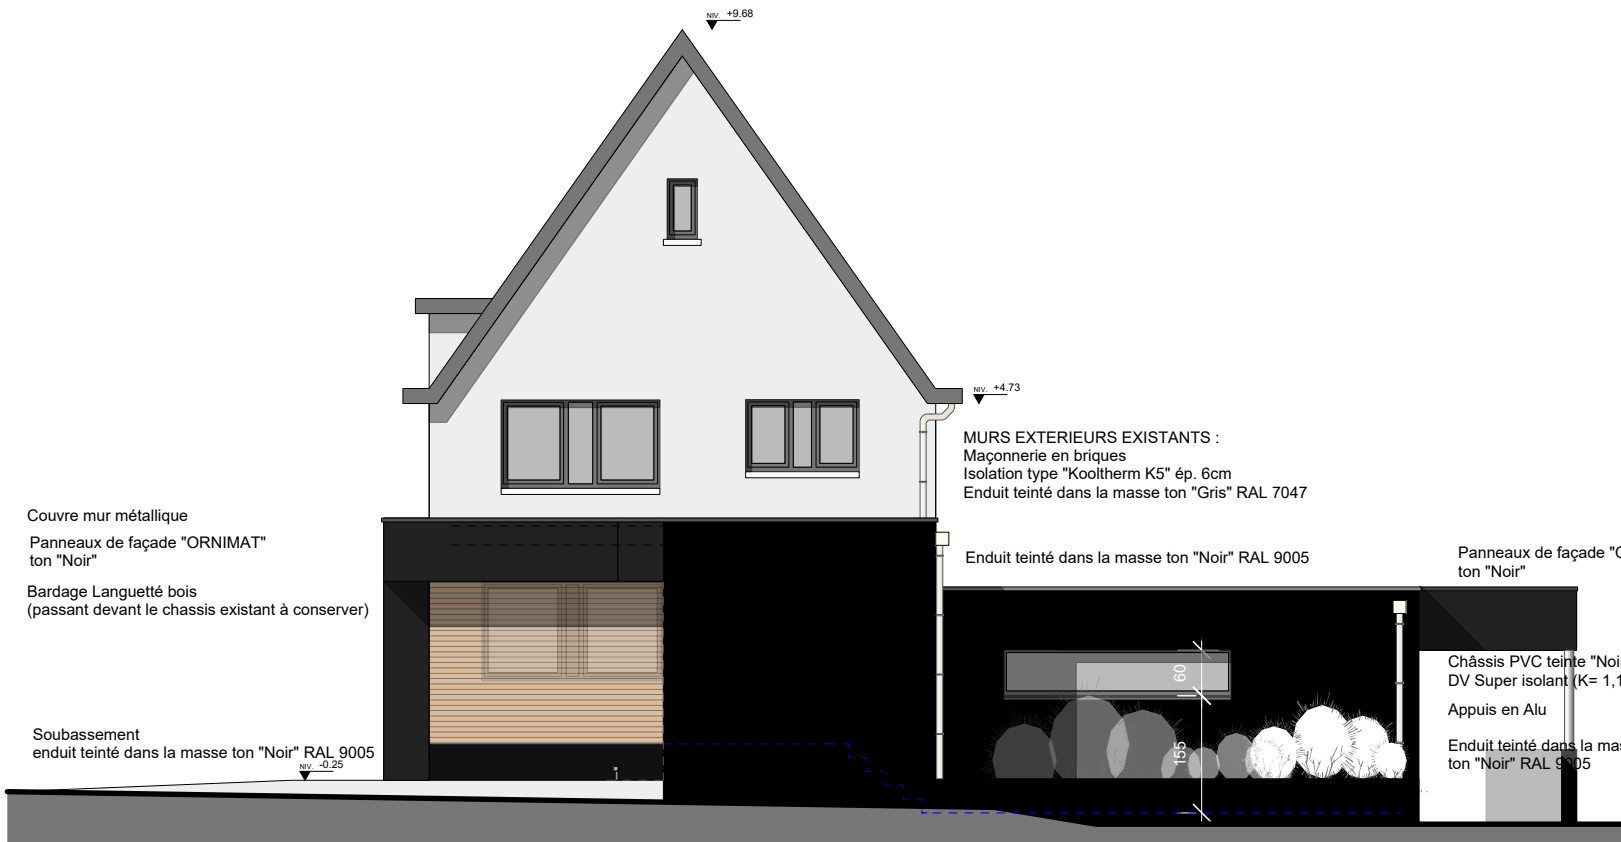 NIV. +9.68
NIV. +4.73
MURS EXTERIEURS EXISTANTS :
Maçonnerie en briques
Isolation type "Kooltherm K5" ép. 6cm
Enduit teinté dans la masse ton "Gris" RAL 7047
Couvre mur métallique
Panneaux de façade "ORNIMAT"
ton "Noir"
Bardage Languetté bois
(passant devant le chassis existant à conserver)
Enduit teinté dans la masse ton "Noir" RAL 9005
Panneaux de façade "O
ton "Noir"
60
155
Châssis PVC teinte "Noi
DV Super isolant (K= 1,1
Appuis en Alu
Enduit teinté dans la mas
ton "Noir" RAL 9005
Soubassement
enduit teinté dans la masse ton "Noir" RAL 9005
NIV. -0.25